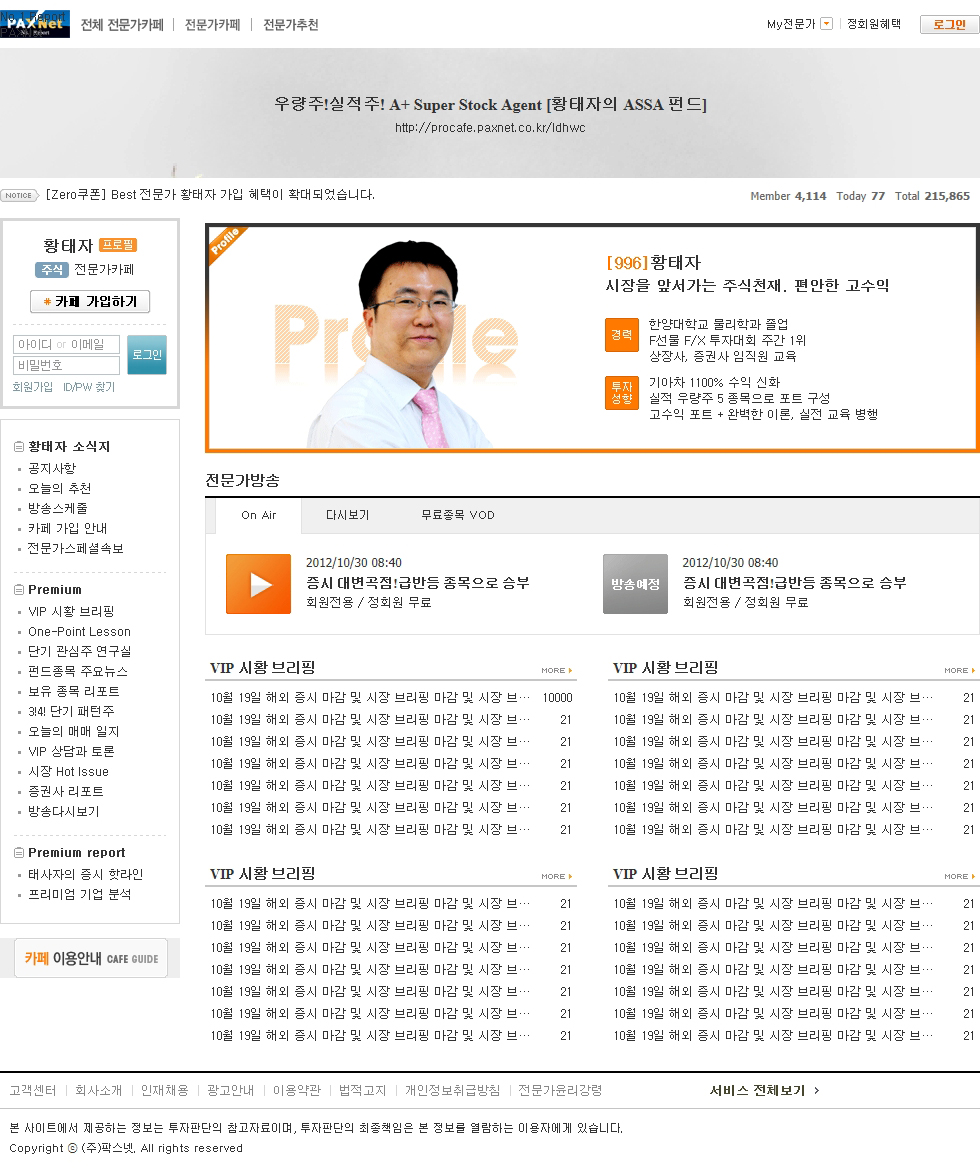 PAXNet
전체 전문가카페 | 전문가카페 | 전문가추천
My전문가 정회원혜택 로그인
우량주!실적주! A+ Super Stock Agent [황태자의 ASSA 펀드]
http://procafe.paxnet.co.kr/ldhwc
NOTICE [Zero쿠폰] Best 전문가 황태자 가입 혜택이 확대되었습니다.
Member 4,114 Today 77 Total 215,865
황태자 프로필
주식 전문가카페
카페 가입하기
아이디 or 이메일
비밀번호
로그인
회원가입 ID/PW 찾기
황태자 소식지
공지사항
오늘의 추천
방송스케줄
카페 가입 안내
전문가스페셜속보
Premium
VIP 시황 브리핑
One-Point Lesson
단기 관심주 연구실
펀드종목 주요뉴스
보유 종목 리포트
3!4! 단기 패턴주
오늘의 매매 일지
VIP 상담과 토론
시장 Hot Issue
증권사 리포트
방송다시보기
Premium report
태사자의 증시 핫라인
프리미엄 기업 분석
카페 이용안내 CAFE GUIDE
Profile
Profile
[996]황태자
시장을 앞서가는 주식천재. 편안한 고수익
경력
한양대학교 물리학과 졸업
F선물 F/X 투자대회 주간 1위
상장사, 증권사 임직원 교육
투자 성향
기아차 1100% 수익 신화
실적 우량주 5 종목으로 포트 구성
고수익 포트 + 완벽한 이론, 실전 교육 병행
전문가방송
On Air 다시보기 무료종목 VOD
2012/10/30 08:40
증시 대변곡점!급반등 종목으로 승부
회원전용 / 정회원 무료
방송예정
2012/10/30 08:40
증시 대변곡점!급반등 종목으로 승부
회원전용 / 정회원 무료
VIP 시황 브리핑 MORE
10월 19일 해외 증시 마감 및 시장 브리핑 마감 및 시장 브… 10000
10월 19일 해외 증시 마감 및 시장 브리핑 마감 및 시장 브… 21
10월 19일 해외 증시 마감 및 시장 브리핑 마감 및 시장 브… 21
10월 19일 해외 증시 마감 및 시장 브리핑 마감 및 시장 브… 21
10월 19일 해외 증시 마감 및 시장 브리핑 마감 및 시장 브… 21
10월 19일 해외 증시 마감 및 시장 브리핑 마감 및 시장 브… 21
10월 19일 해외 증시 마감 및 시장 브리핑 마감 및 시장 브… 21
VIP 시황 브리핑 MORE
10월 19일 해외 증시 마감 및 시장 브리핑 마감 및 시장 브… 21
10월 19일 해외 증시 마감 및 시장 브리핑 마감 및 시장 브… 21
10월 19일 해외 증시 마감 및 시장 브리핑 마감 및 시장 브… 21
10월 19일 해외 증시 마감 및 시장 브리핑 마감 및 시장 브… 21
10월 19일 해외 증시 마감 및 시장 브리핑 마감 및 시장 브… 21
10월 19일 해외 증시 마감 및 시장 브리핑 마감 및 시장 브… 21
10월 19일 해외 증시 마감 및 시장 브리핑 마감 및 시장 브… 21
VIP 시황 브리핑 MORE
10월 19일 해외 증시 마감 및 시장 브리핑 마감 및 시장 브… 21
10월 19일 해외 증시 마감 및 시장 브리핑 마감 및 시장 브… 21
10월 19일 해외 증시 마감 및 시장 브리핑 마감 및 시장 브… 21
10월 19일 해외 증시 마감 및 시장 브리핑 마감 및 시장 브… 21
10월 19일 해외 증시 마감 및 시장 브리핑 마감 및 시장 브… 21
10월 19일 해외 증시 마감 및 시장 브리핑 마감 및 시장 브… 21
10월 19일 해외 증시 마감 및 시장 브리핑 마감 및 시장 브… 21
VIP 시황 브리핑 MORE
10월 19일 해외 증시 마감 및 시장 브리핑 마감 및 시장 브… 21
10월 19일 해외 증시 마감 및 시장 브리핑 마감 및 시장 브… 21
10월 19일 해외 증시 마감 및 시장 브리핑 마감 및 시장 브… 21
10월 19일 해외 증시 마감 및 시장 브리핑 마감 및 시장 브… 21
10월 19일 해외 증시 마감 및 시장 브리핑 마감 및 시장 브… 21
10월 19일 해외 증시 마감 및 시장 브리핑 마감 및 시장 브… 21
10월 19일 해외 증시 마감 및 시장 브리핑 마감 및 시장 브… 21
고객센터 | 회사소개 | 인재채용 | 광고안내 | 이용약관 | 법적고지 | 개인정보취급방침 | 전문가윤리강령
서비스 전체보기 >
본 사이트에서 제공하는 정보는 투자판단의 참고자료이며, 투자판단의 최종책임은 본 정보를 열람하는 이용자에게 있습니다.
Copyright ⓒ (주)팍스넷. All rights reserved